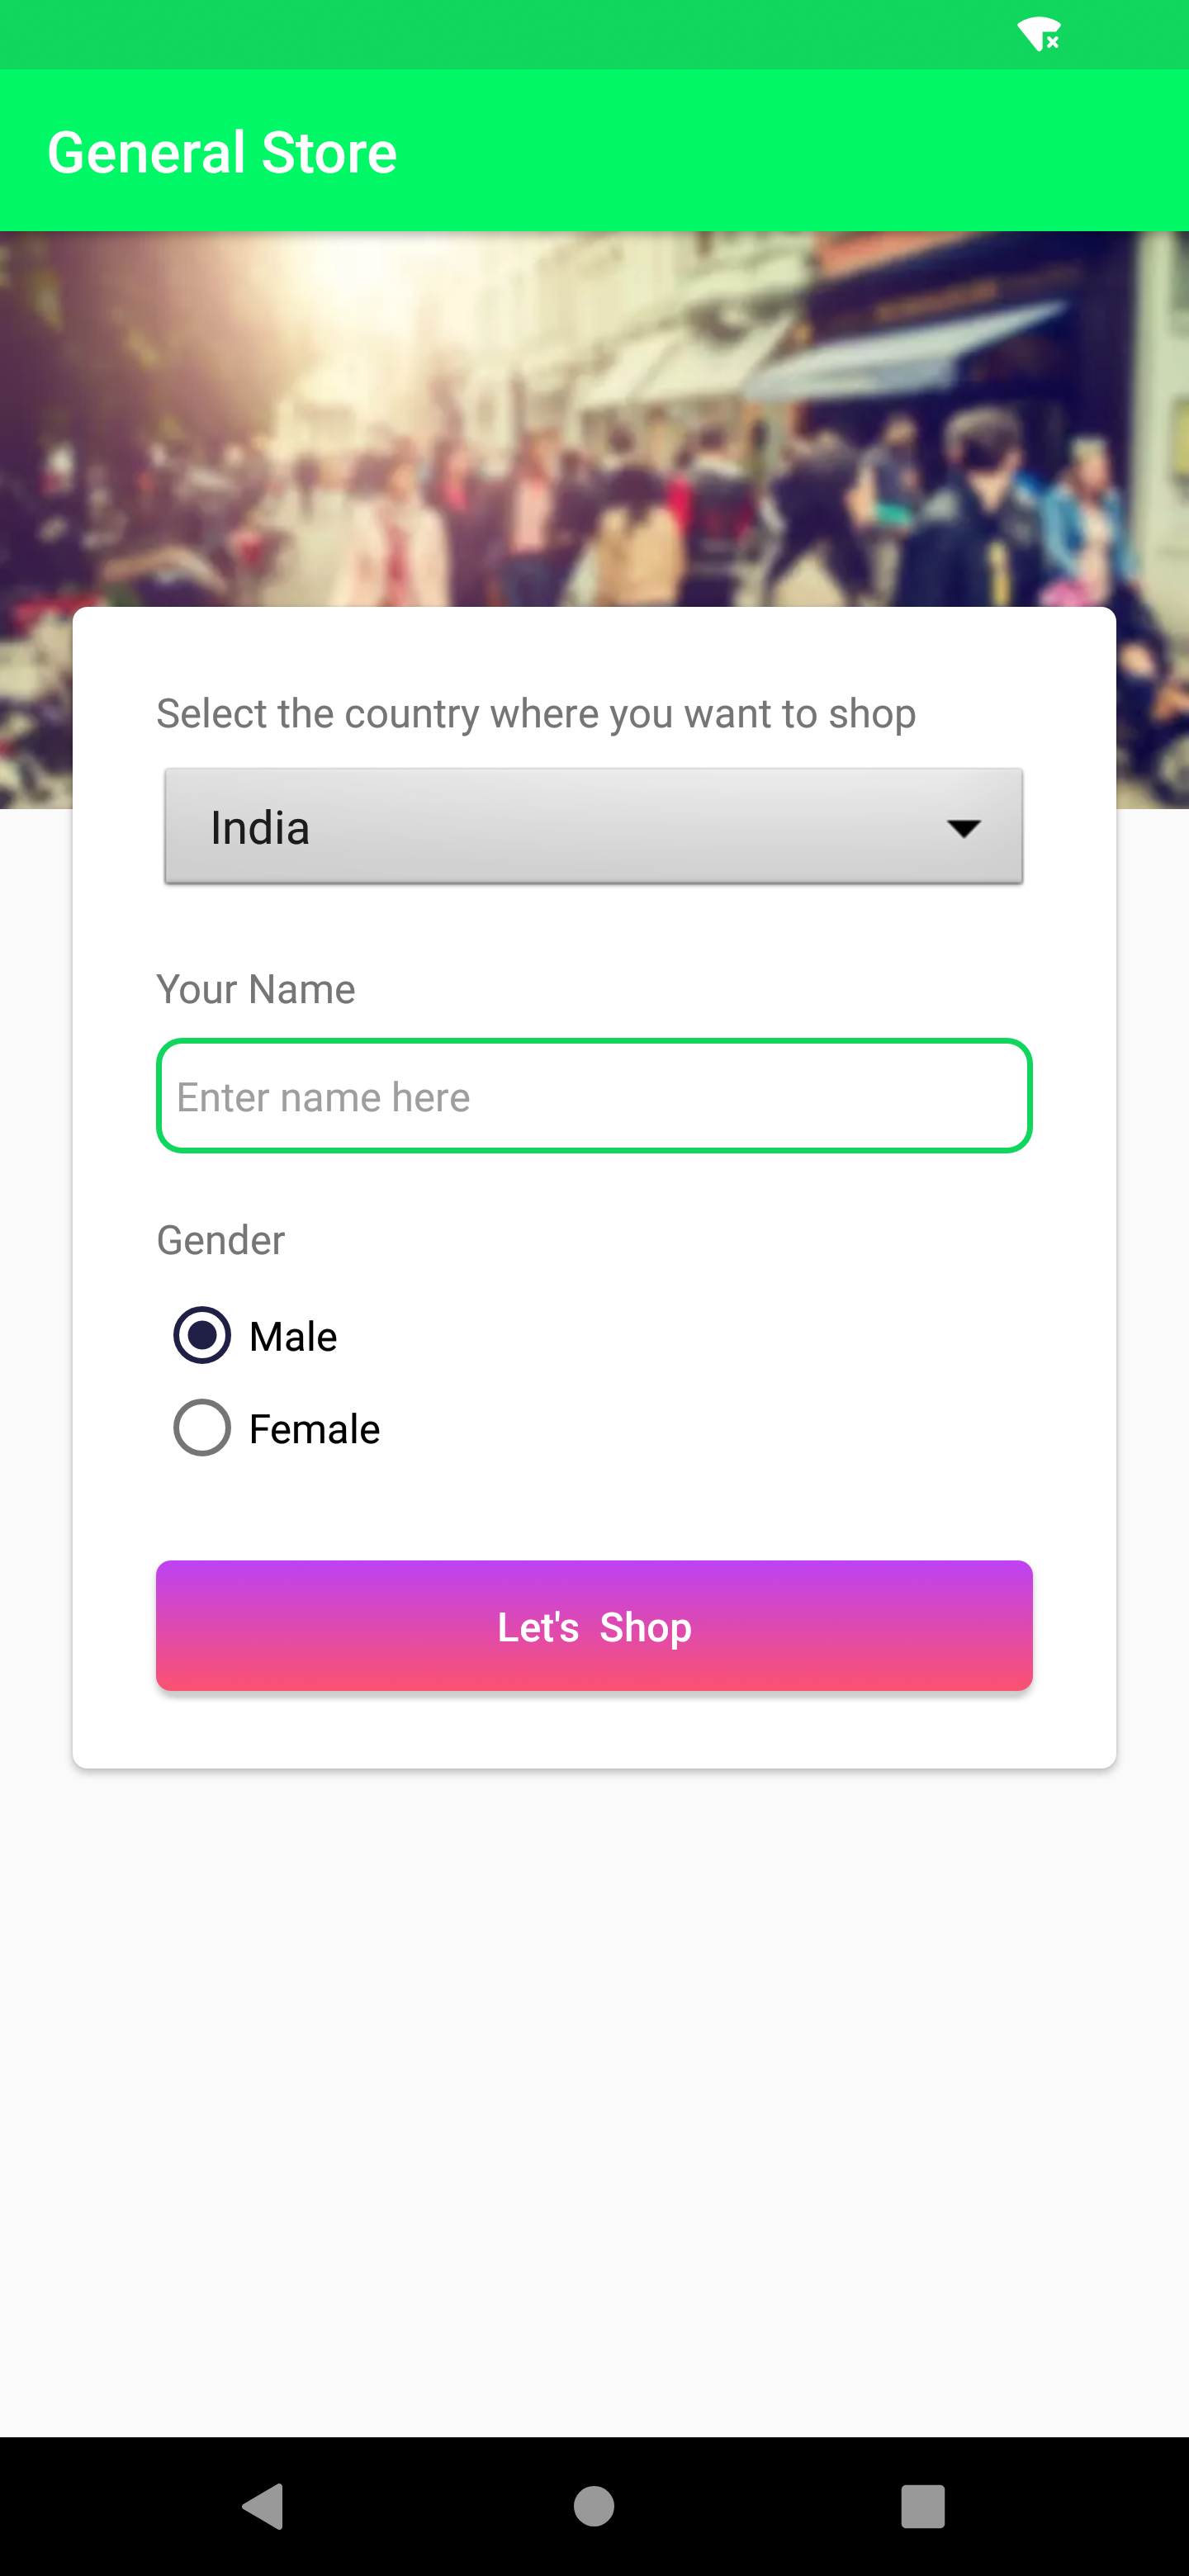 General Store
Select the country where you want to shop
India
Your Name
Enter name here
Gender
Male
Female
Let's  Shop